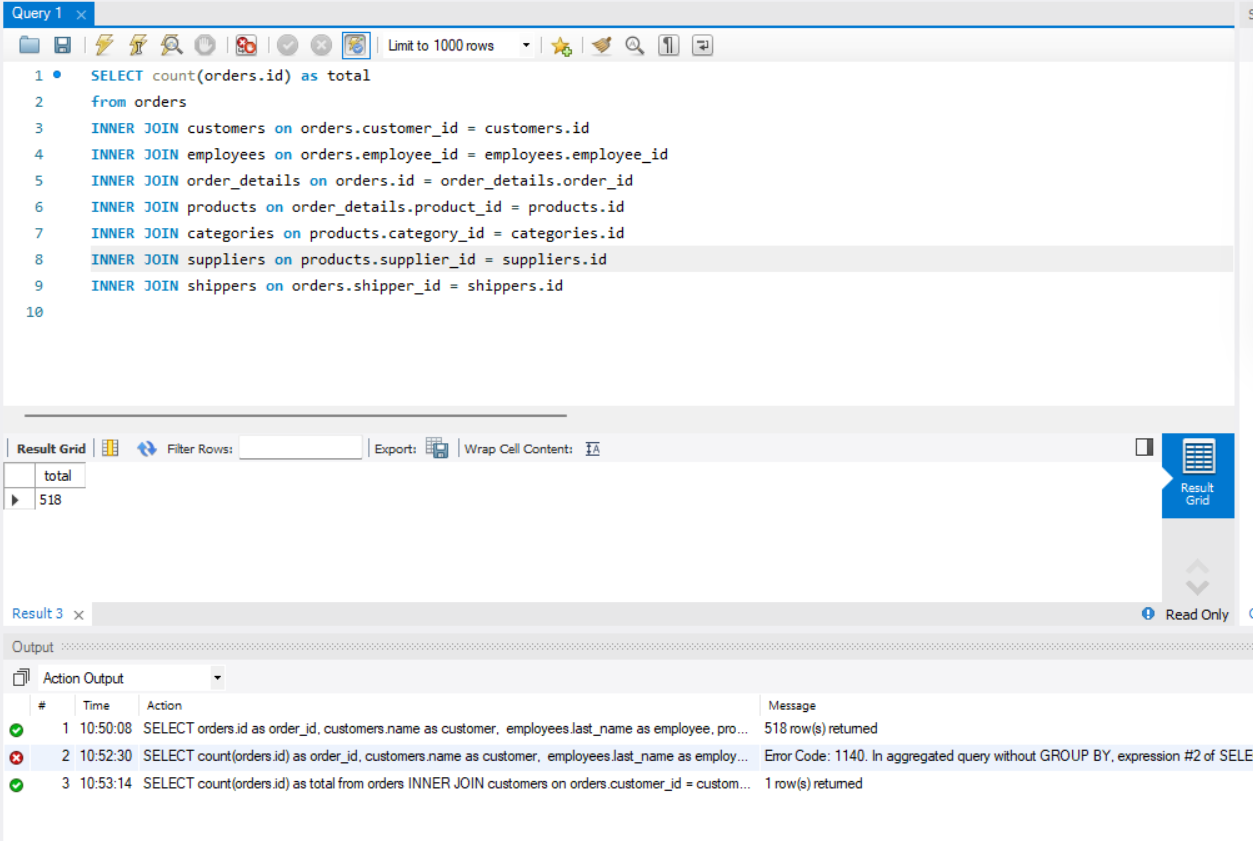 Query 1
Limit to 1000 rows
1 SELECT count(orders.id) as total
2 from orders
3 INNER JOIN customers on orders.customer_id = customers.id
4 INNER JOIN employees on orders.employee_id = employees.employee_id
5 INNER JOIN order_details on orders.id = order_details.order_id
6 INNER JOIN products on order_details.product_id = products.id
7 INNER JOIN categories on products.category_id = categories.id
8 INNER JOIN suppliers on products.supplier_id = suppliers.id
9 INNER JOIN shippers on orders.shipper_id = shippers.id
10
Result Grid Filter Rows: Export: Wrap Cell Content:
total
518
Result
Grid
Result 3 Read Only
Output
Action Output
# Time Action Message
1 10:50:08 SELECT orders.id as order_id, customers.name as customer, employees.last_name as employee, pro... 518 row(s) returned
2 10:52:30 SELECT count(orders.id) as order_id, customers.name as customer, employees.last_name as employ... Error Code: 1140. In aggregated query without GROUP BY, expression #2 of SELE
3 10:53:14 SELECT count(orders.id) as total from orders INNER JOIN customers on orders.customer_id = custom... 1 row(s) returned